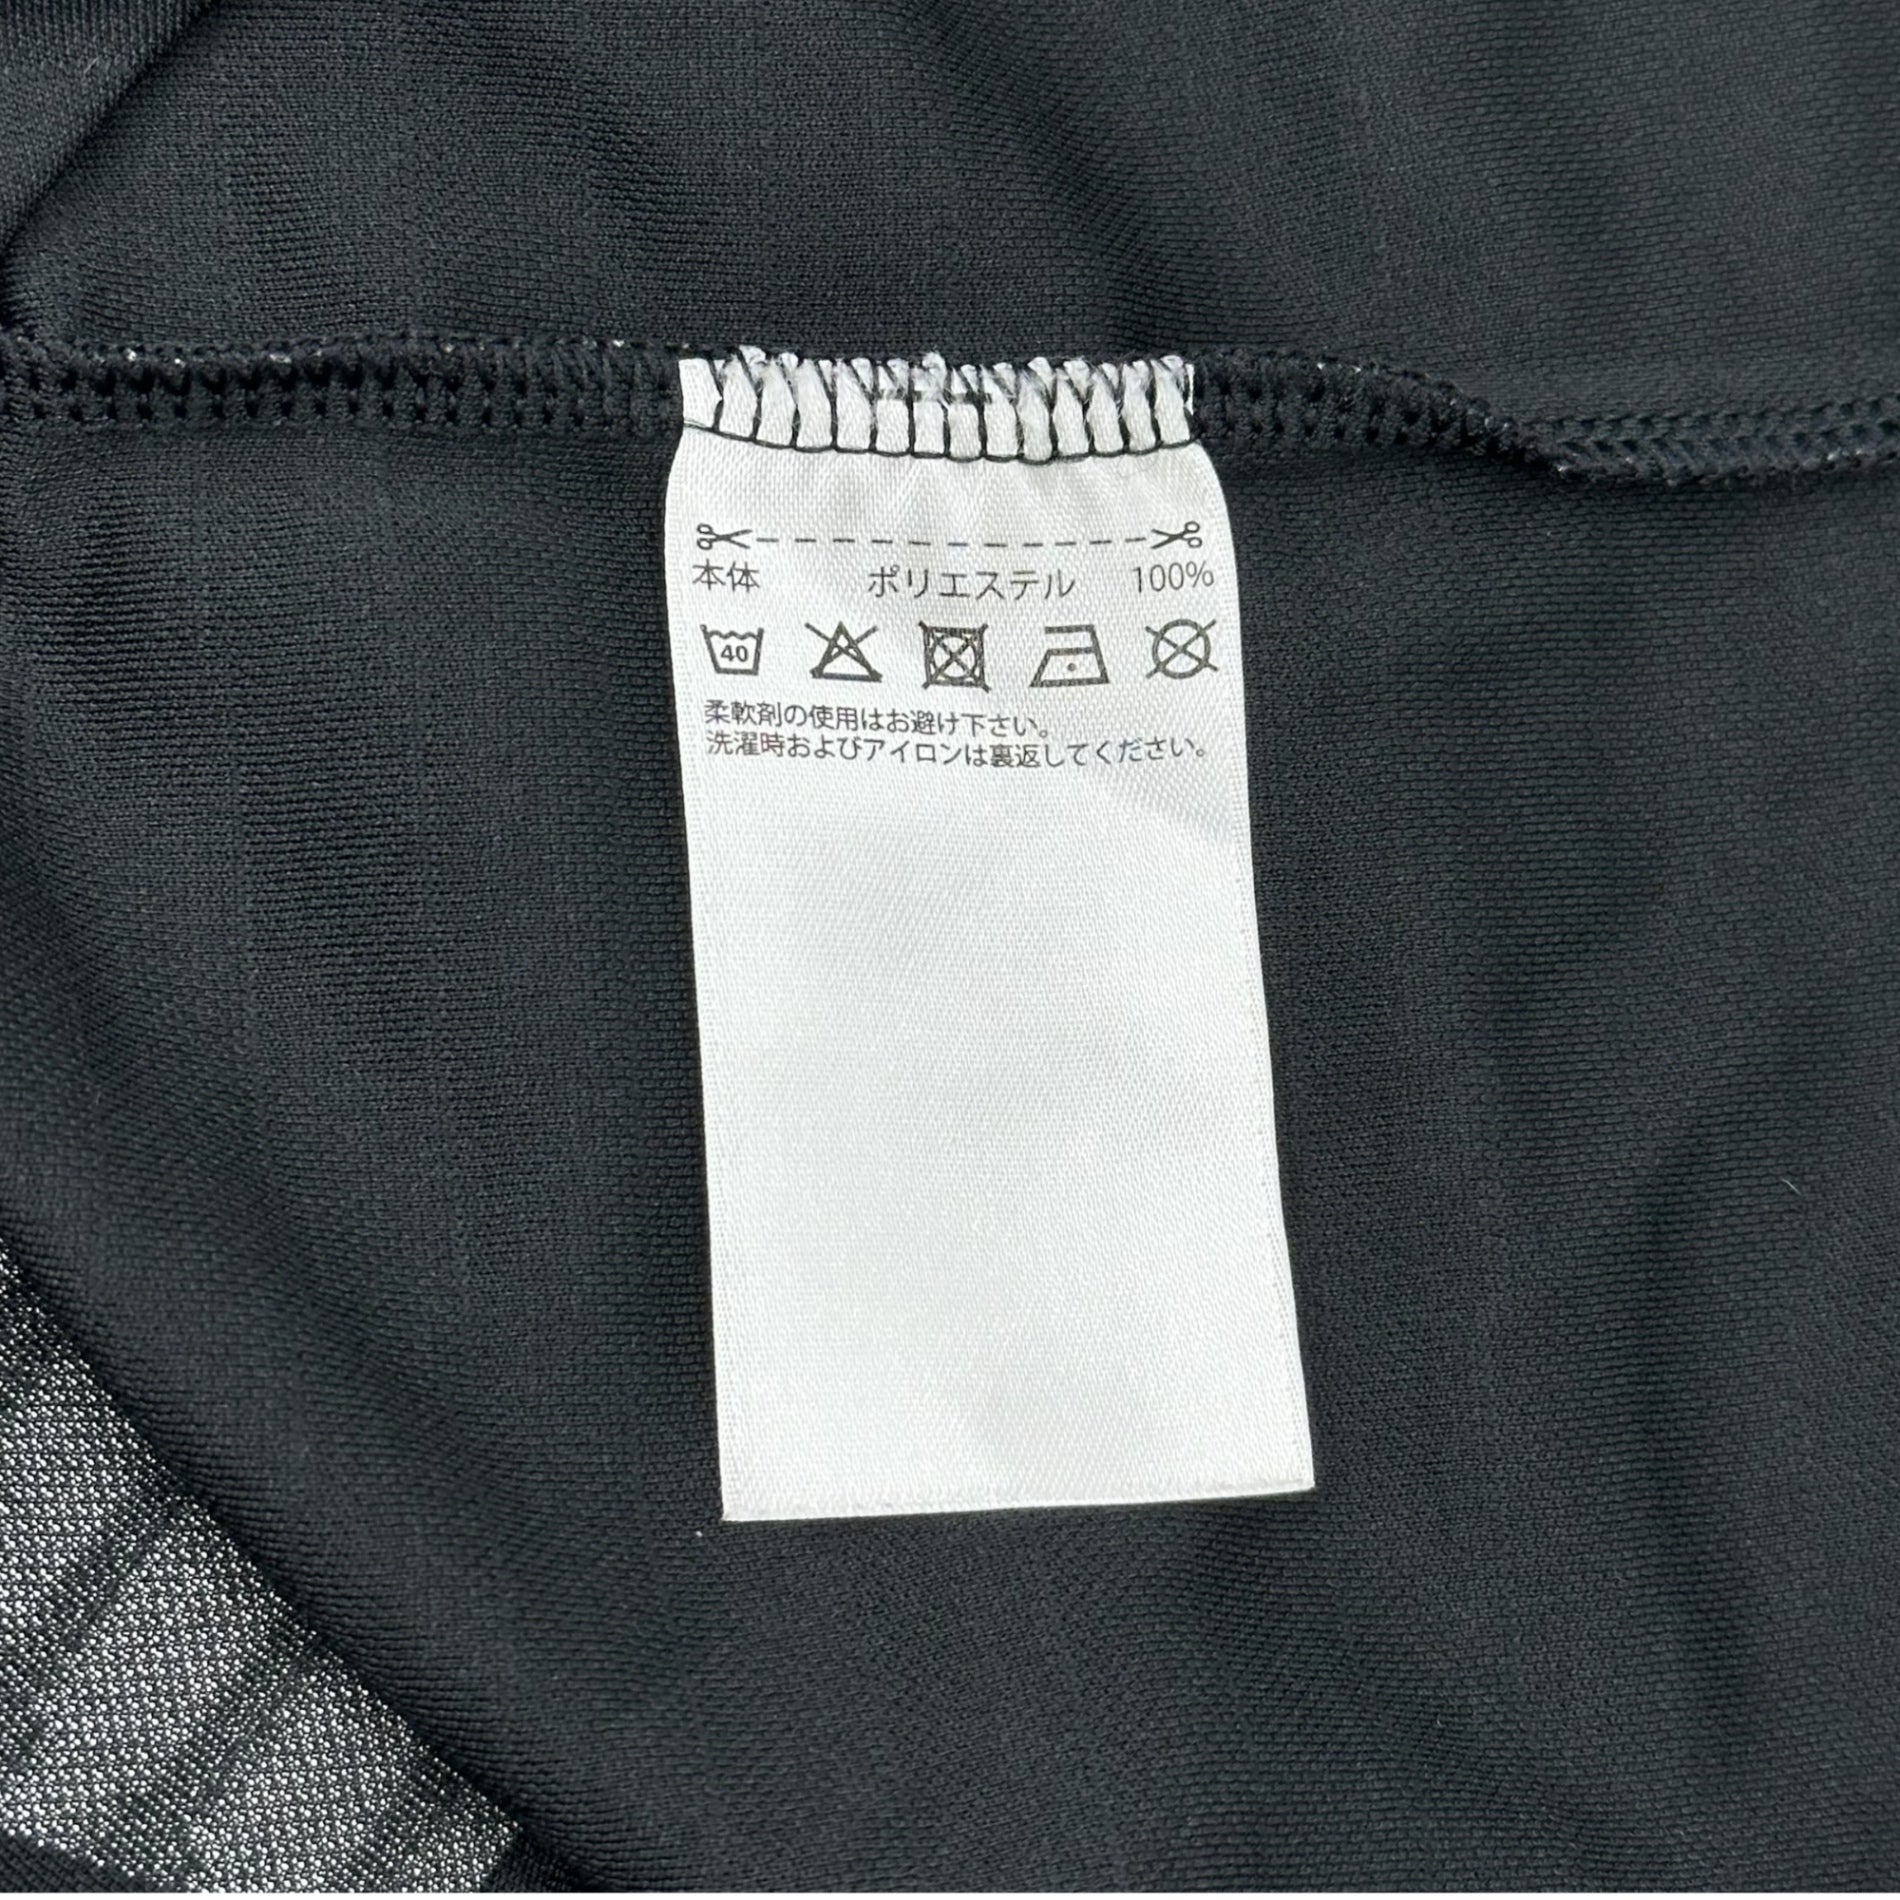 本体 ポリエステル 100%
40
柔軟剤の使用はお避け下さい。
洗濯時およびアイロンは裏返してください。